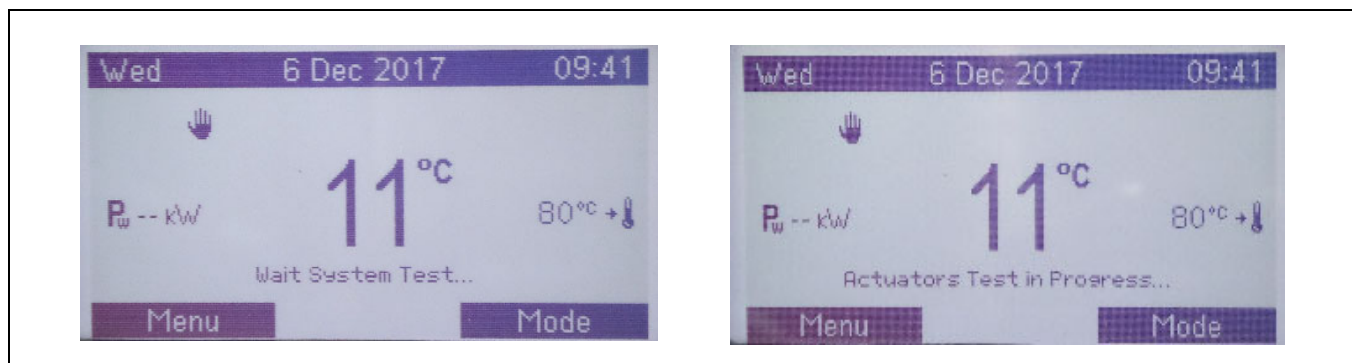 Wed 6 Dec 2017 09:41
11°C
Pw -- kW 80°C →
Wait System Test...
Menu Mode
Wed 6 Dec 2017 09:41
11°C
Pw -- kW 80°C →
Actuators Test in Progress...
Menu Mode